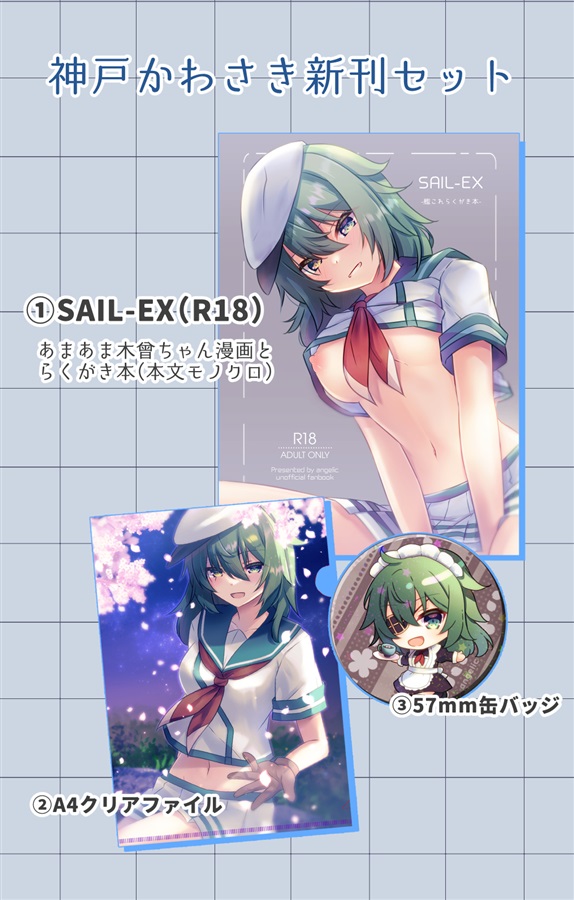 神戸かわさき新刊セット
SAIL-EX
-艦これらくがき本-
①SAIL-EX(R18)
あまあま木曾ちゃん漫画と
らくがき本(本文モノクロ)
R18
ADULT ONLY
Presented by angelic
unofficial fanbook
angelic
③57mm缶バッジ
②A4クリアファイル